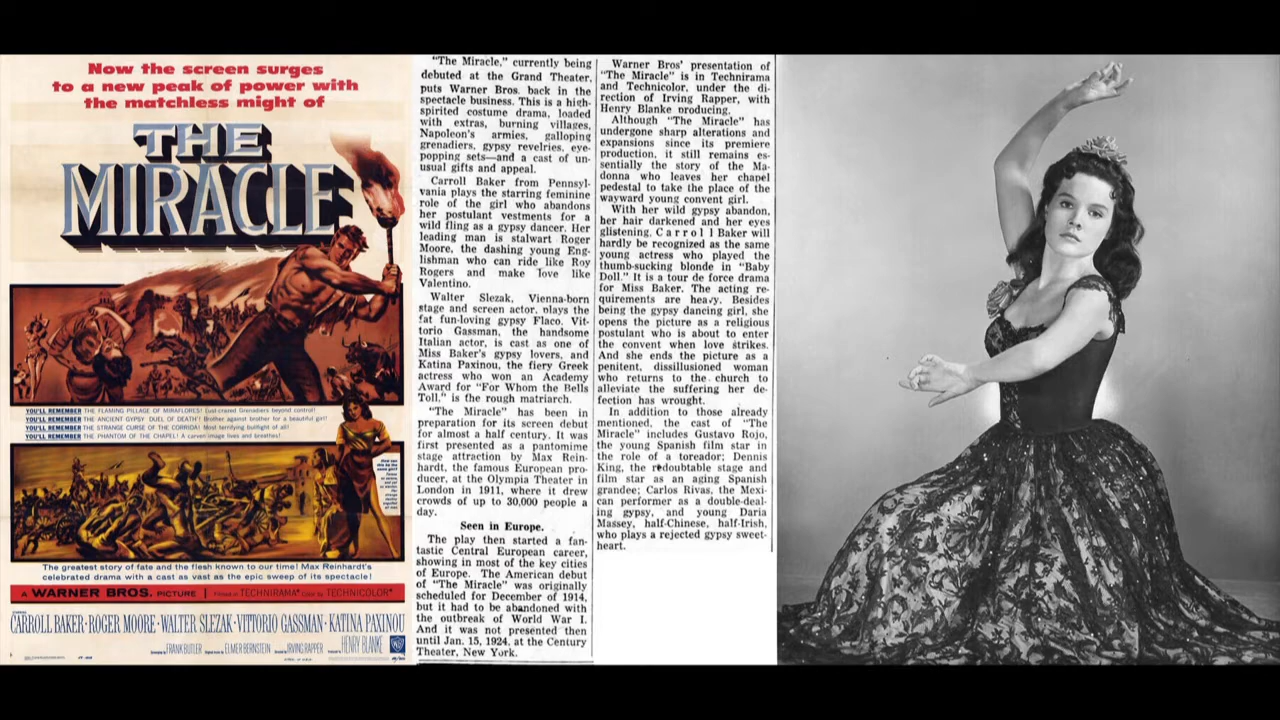 Now the screen surges
to a new peak of power with
the matchless might of
THE
MIRACLE
YOU'LL REMEMBER THE FLAMING PILLAGE OF MIRAFLORES! Lust-crazed Grenadiers beyond control!
YOU'LL REMEMBER THE ANCIENT GYPSY 'DUEL OF DEATH'! Brother against brother for a beautiful girl!
YOU'LL REMEMBER THE STRANGE CURSE OF THE CORRIDA! Most terrifying bullfight of all!
YOU'LL REMEMBER THE PHANTOM OF THE CHAPEL! A carven image lives and breathes!
The greatest story of fate and the flesh known to our time! Max Reinhardt's
celebrated drama with a cast as vast as the epic sweep of its spectacle!
A WARNER BROS. PICTURE | Filmed in TECHNIRAMA® Color by TECHNICOLOR®
CARROLL BAKER · ROGER MOORE · WALTER SLEZAK · VITTORIO GASSMAN · KATINA PAXINOU
FRANK BUTLER ELMER BERNSTEIN IRVING RAPPER HENRY BLANKE
"The Miracle," currently being
debuted at the Grand Theater,
puts Warner Bros. back in the
spectacle business. This is a high-
spirited costume drama, loaded
with extras, burning villages,
Napoleon's armies, galloping
grenadiers, gypsy revelries, eye-
popping sets—and a cast of un-
usual gifts and appeal.
Carroll Baker from Pennsyl-
vania plays the starring feminine
role of the girl who abandons
her postulant vestments for a
wild fling as a gypsy dancer. Her
leading man is stalwart Roger
Moore, the dashing young Eng-
lishman who can ride like Roy
Rogers and make love like
Valentino.
Walter Slezak, Vienna-born
stage and screen actor, plays the
fat fun-loving gypsy Flaco. Vit-
torio Gassman, the handsome
Italian actor, is cast as one of
Miss Baker's gypsy lovers, and
Katina Paxinou, the fiery Greek
actress who won an Academy
Award for "For Whom the Bells
Toll," is the rough matriarch.
"The Miracle" has been in
preparation for its screen debut
for almost a half century. It was
first presented as a pantomime
stage attraction by Max Rein-
hardt, the famous European pro-
ducer, at the Olympia Theater in
London in 1911, where it drew
crowds of up to 30,000 people a
day.
Seen in Europe.
The play then started a fan-
tastic Central European career,
showing in most of the key cities
of Europe. The American debut
of "The Miracle" was originally
scheduled for December of 1914,
but it had to be abandoned with
the outbreak of World War I.
And it was not presented then
until Jan. 15, 1924, at the Century
Theater, New York.
Warner Bros' presentation of
"The Miracle" is in Technirama
and Technicolor, under the di-
rection of Irving Rapper, with
Henry Blanke producing.
Although "The Miracle" has
undergone sharp alterations and
expansions since its premiere
production, it still remains es-
sentially the story of the Ma-
donna who leaves her chapel
pedestal to take the place of the
wayward young convent girl.
With her wild gypsy abandon,
her hair darkened and her eyes
glistening, Carroll Baker will
hardly be recognized as the same
young actress who played the
thumb-sucking blonde in "Baby
Doll." It is a tour de force drama
for Miss Baker. The acting re-
quirements are heavy. Besides
being the gypsy dancing girl, she
opens the picture as a religious
postulant who is about to enter
the convent when love strikes.
And she ends the picture as a
penitent, dissillusioned woman
who returns to the church to
alleviate the suffering her de-
fection has wrought.
In addition to those already
mentioned, the cast of "The
Miracle" includes Gustavo Rojo,
the young Spanish film star in
the role of a toreador; Dennis
King, the redoubtable stage and
film star as an aging Spanish
grandee; Carlos Rivas, the Mexi-
can performer as a double-deal-
ing gypsy, and young Daria
Massey, half-Chinese, half-Irish,
who plays a rejected gypsy sweet-
heart.